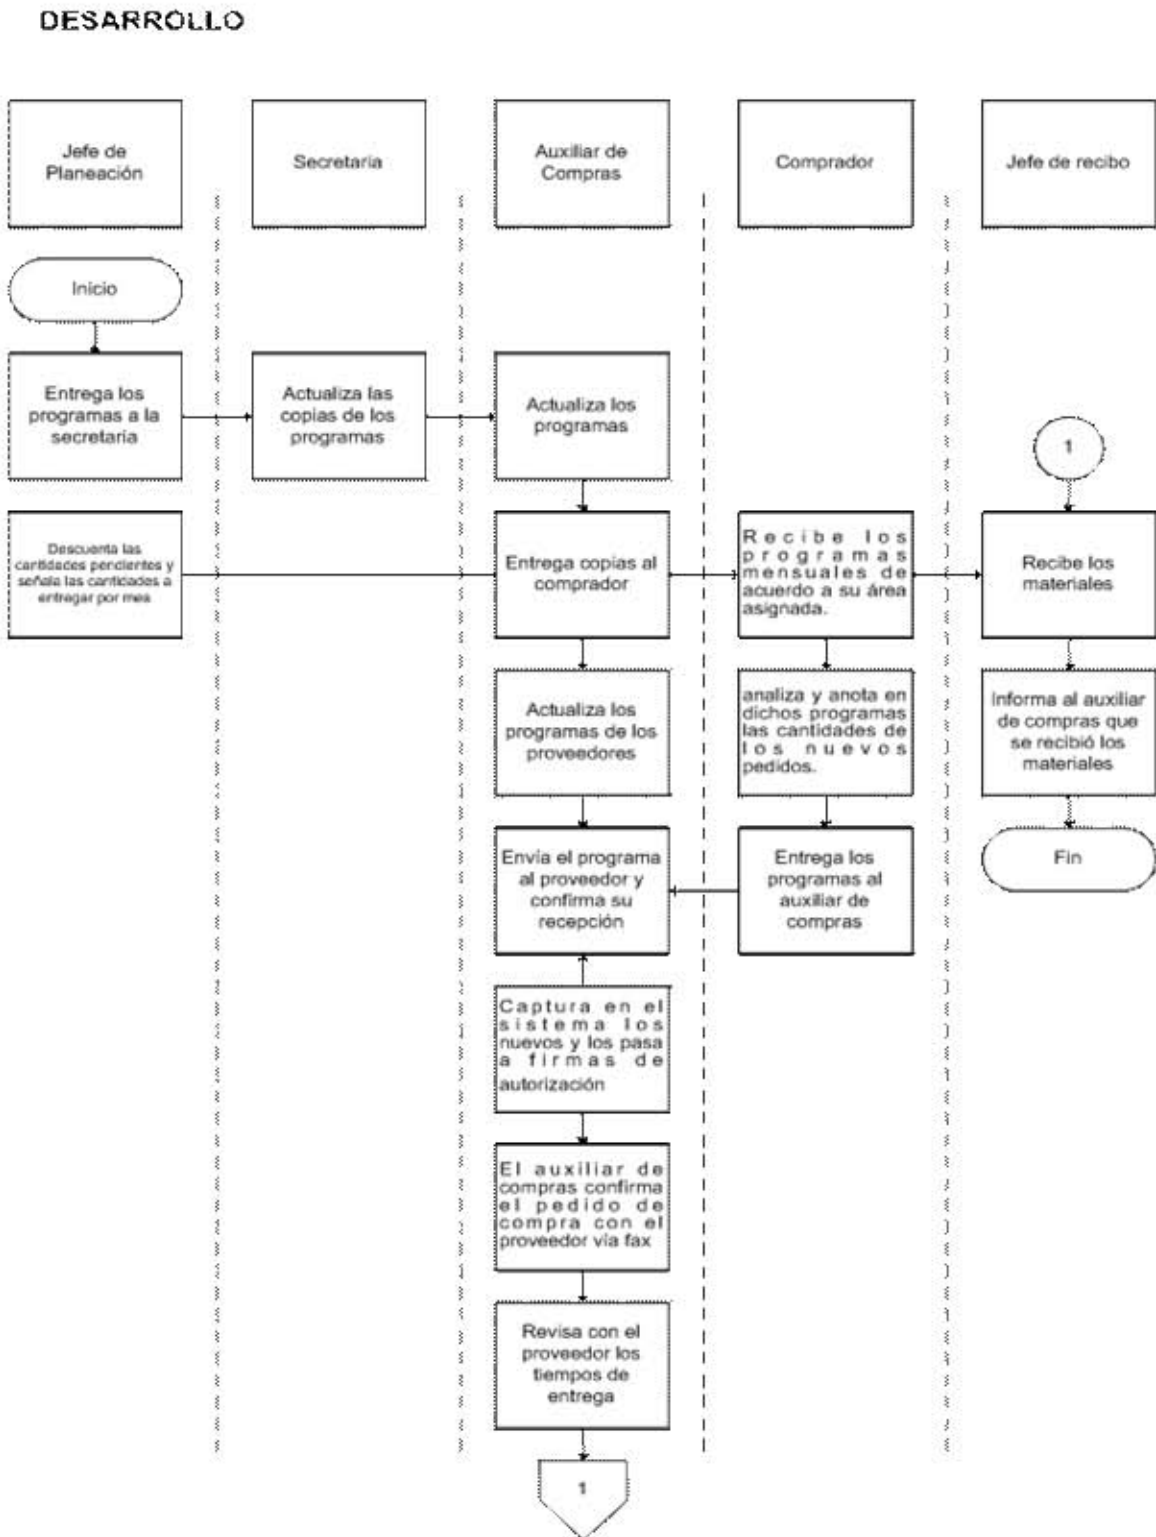 DESARROLLO
Jefe de
Planeación
Secretaria
Auxiliar de
Compras
Comprador
Jefe de recibo
Inicio
Entrega los
programas a la
secretaría
Actualiza las
copias de los
programas
Actualiza los
programas
1
Descuenta las
cantidades pendientes y
señala las cantidades a
entregar por mes
Entrega copias al
comprador
Recibe los
programas
mensuales de
acuerdo a su área
asignada.
Recibe los
materiales
Actualiza los
programas de los
proveedores
analiza y anota en
dichos programas
las cantidades de
los nuevos
pedidos.
Informa al auxiliar
de compras que
se recibió los
materiales
Envía el programa
al proveedor y
confirma su
recepción
Entrega los
programas al
auxiliar de
compras
Fin
Captura en el
sistema los
nuevos y los pasa
a firmas de
autorización
El auxiliar de
compras confirma
el pedido de
compra con el
proveedor vía fax
Revisa con el
proveedor los
tiempos de
entrega
1